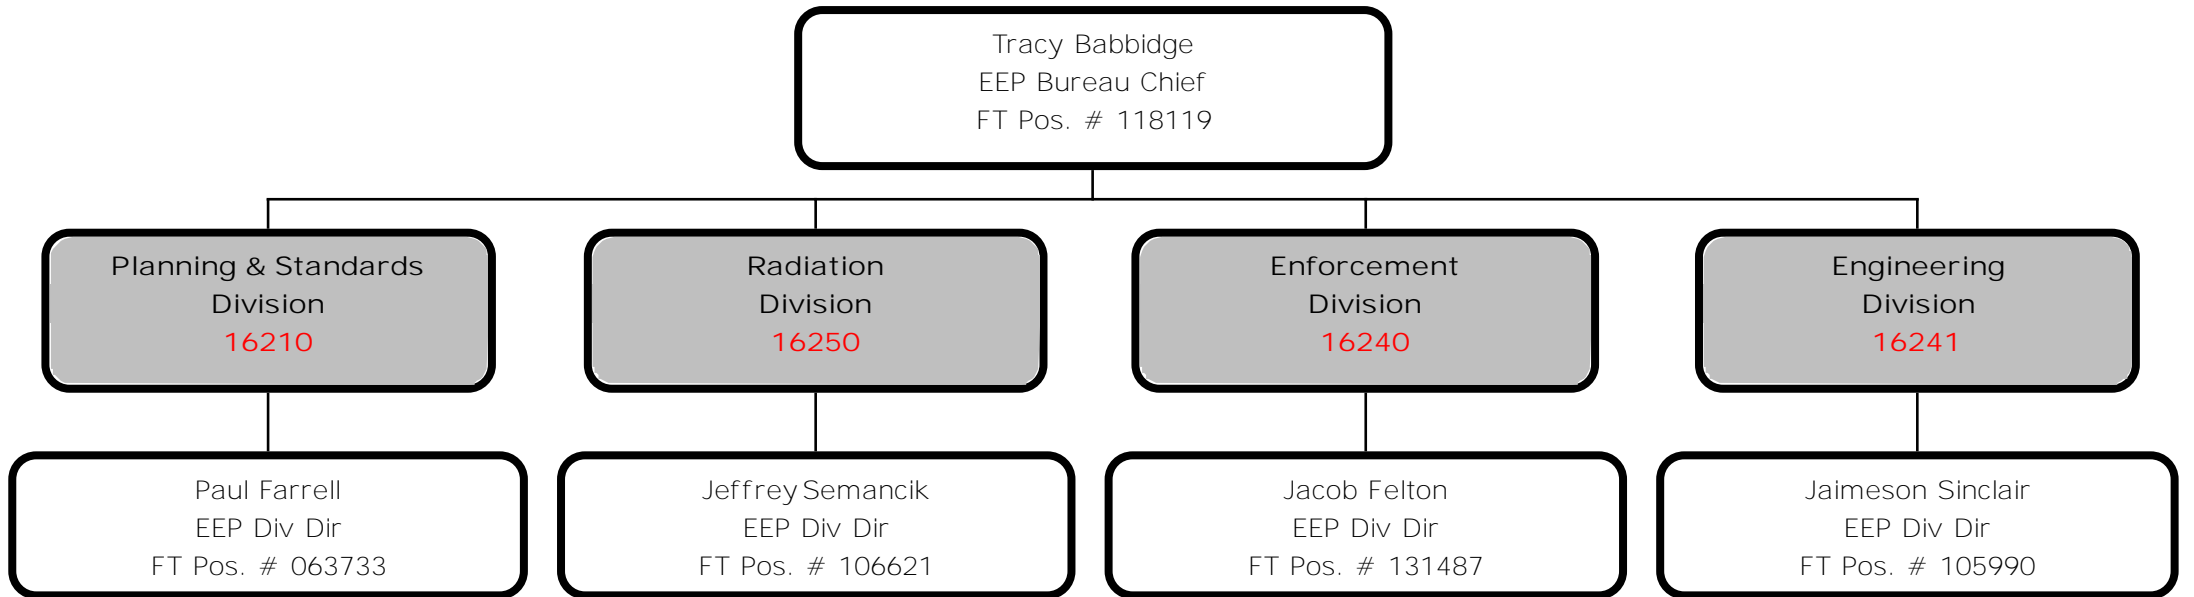 Tracy Babbidge
EEP Bureau Chief
FT Pos. # 118119
Planning & Standards
Division
16210
Radiation
Division
16250
Enforcement
Division
16240
Engineering
Division
16241
Paul Farrell
EEP Div Dir
FT Pos. # 063733
Jeffrey Semancik
EEP Div Dir
FT Pos. # 106621
Jacob Felton
EEP Div Dir
FT Pos. # 131487
Jaimeson Sinclair
EEP Div Dir
FT Pos. # 105990